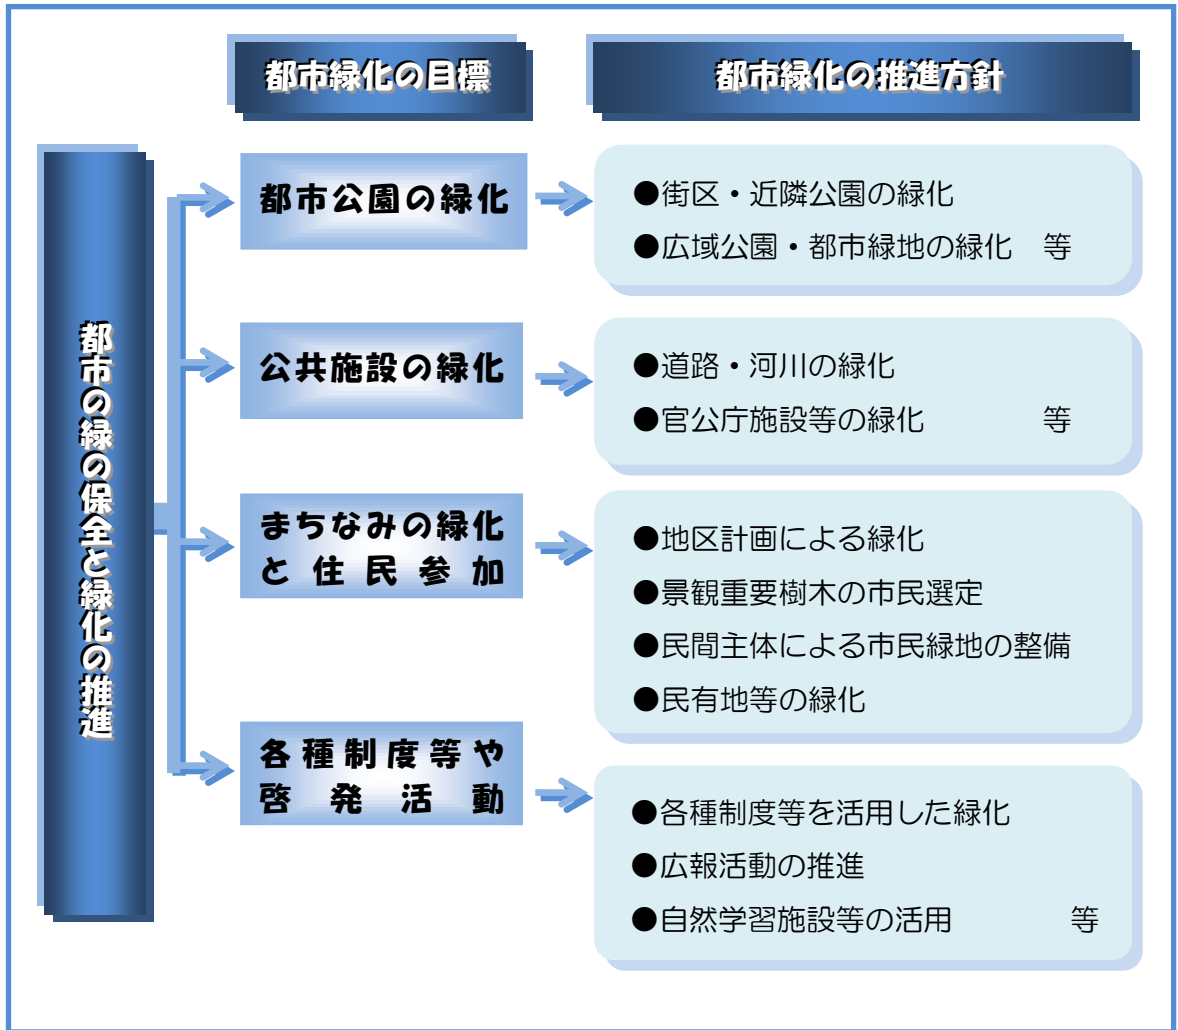 都市緑化の目標
都市緑化の推進方針
都市の緑の保全と緑化の推進
都市公園の緑化
●街区・近隣公園の緑化
●広域公園・都市緑地の緑化　等
公共施設の緑化
●道路・河川の緑化
●官公庁施設等の緑化　　　　等
まちなみの緑化
と住民参加
●地区計画による緑化
●景観重要樹木の市民選定
●民間主体による市民緑地の整備
●民有地等の緑化
各種制度等や
啓発活動
●各種制度等を活用した緑化
●広報活動の推進
●自然学習施設等の活用　　　　等